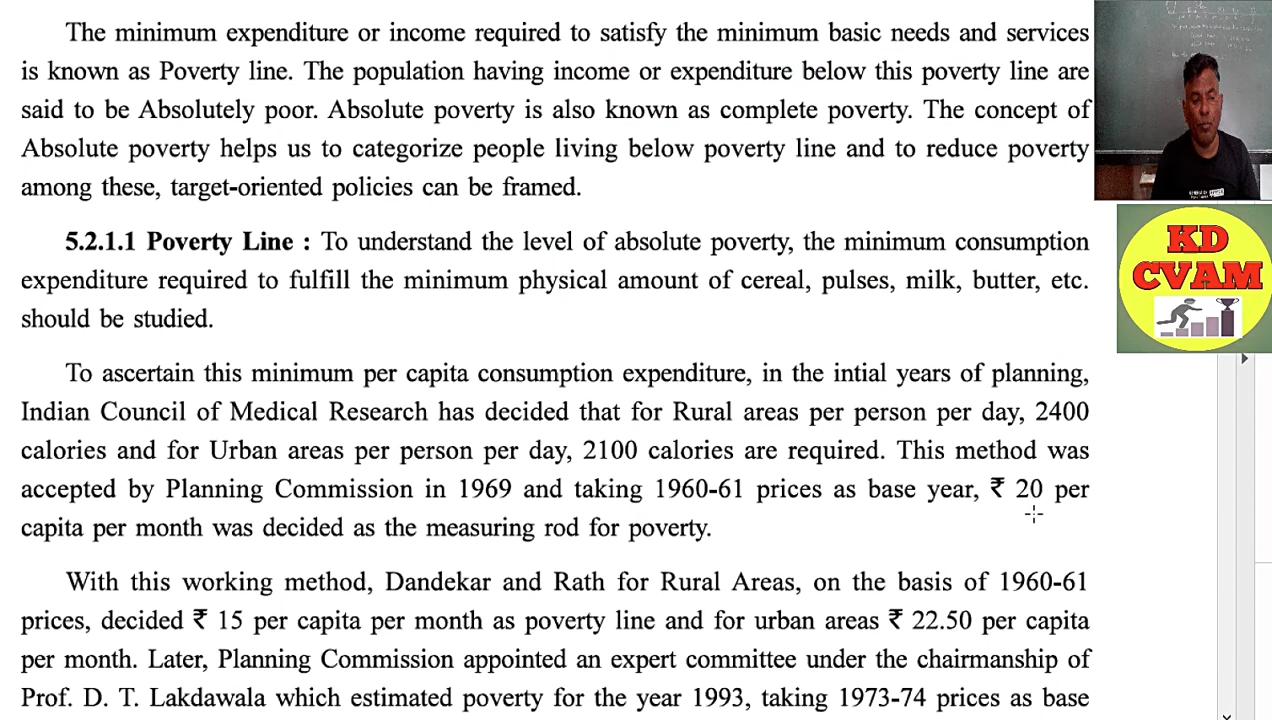 The minimum expenditure or income required to satisfy the minimum basic needs and services
is known as Poverty line. The population having income or expenditure below this poverty line are
said to be Absolutely poor. Absolute poverty is also known as complete poverty. The concept of
Absolute poverty helps us to categorize people living below poverty line and to reduce poverty
among these, target-oriented policies can be framed.
5.2.1.1 Poverty Line : To understand the level of absolute poverty, the minimum consumption
expenditure required to fulfill the minimum physical amount of cereal, pulses, milk, butter, etc.
should be studied.
To ascertain this minimum per capita consumption expenditure, in the intial years of planning,
Indian Council of Medical Research has decided that for Rural areas per person per day, 2400
calories and for Urban areas per person per day, 2100 calories are required. This method was
accepted by Planning Commission in 1969 and taking 1960-61 prices as base year, ₹ 20 per
capita per month was decided as the measuring rod for poverty.
With this working method, Dandekar and Rath for Rural Areas, on the basis of 1960-61
prices, decided ₹ 15 per capita per month as poverty line and for urban areas ₹ 22.50 per capita
per month. Later, Planning Commission appointed an expert committee under the chairmanship of
Prof. D. T. Lakdawala which estimated poverty for the year 1993, taking 1973-74 prices as base
KD
CVAM